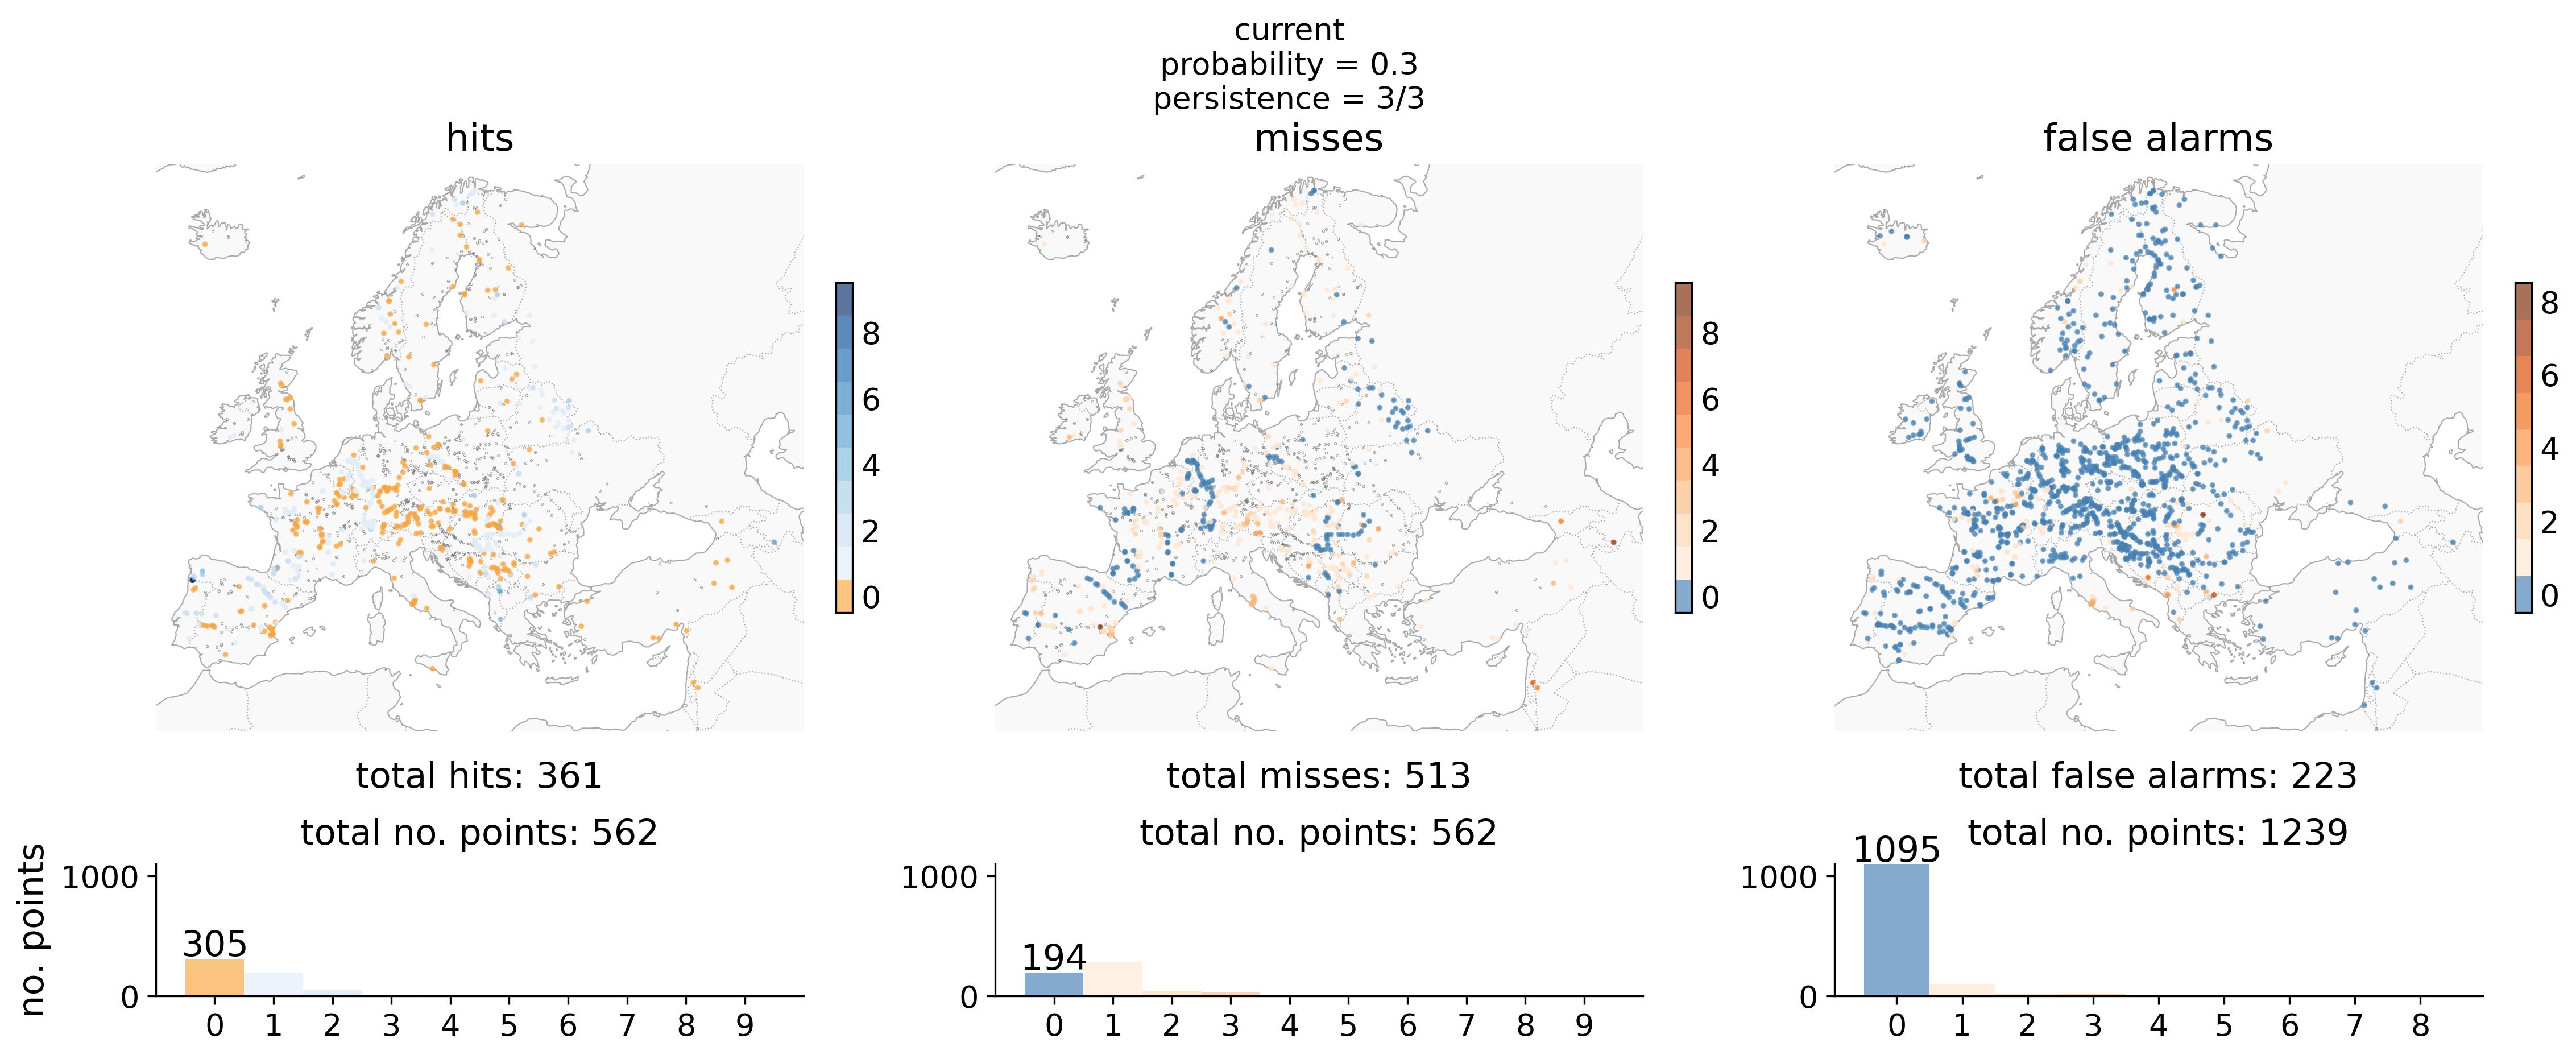 current
probability = 0.3
persistence = 3/3
hits
misses
false alarms
8
6
4
2
0
8
6
4
2
0
8
6
4
2
0
total hits: 361
total misses: 513
total false alarms: 223
total no. points: 562
total no. points: 562
total no. points: 1239
no. points
1000
0
305
0 1 2 3 4 5 6 7 8 9
1000
0
194
0 1 2 3 4 5 6 7 8 9
1000
0
1095
0 1 2 3 4 5 6 7 8